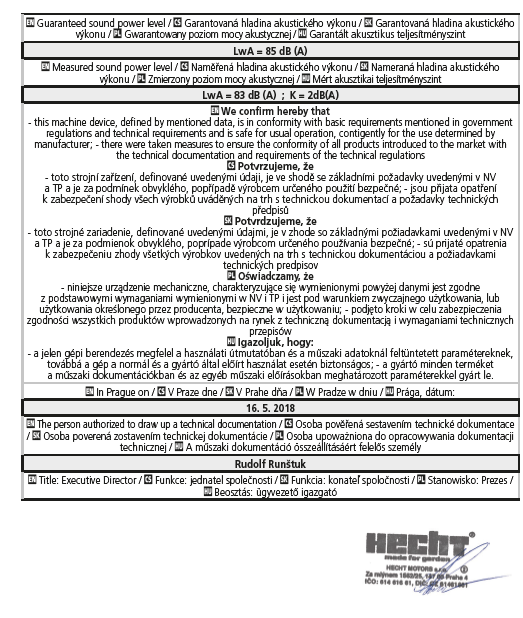 EN Guaranteed sound power level / CS Garantovaná hladina akustického výkonu / SK Garantovaná hladina akustického
výkonu / PL Gwarantowany poziom mocy akustycznej / HU Garantált akusztikus teljesítményszint
LwA = 85 dB (A)
EN Measured sound power level / CS Naměřená hladina akustického výkonu / SK Nameraná hladina akustického
výkonu / PL Zmierzony poziom mocy akustycznej / HU Mért akusztikai teljesítményszint
LwA = 83 dB (A) ; K = 2dB(A)
EN We confirm hereby that
- this machine device, defined by mentioned data, is in conformity with basic requirements mentioned in government
regulations and technical requirements and is safe for usual operation, contigently for the use determined by
manufacturer; - there were taken measures to ensure the conformity of all products introduced to the market with
the technical documentation and requirements of the technical regulations
CS Potvrzujeme, že
- toto strojní zařízení, definované uvedenými údaji, je ve shodě se základními požadavky uvedenými v NV
a TP a je za podmínek obvyklého, popřípadě výrobcem určeného použití bezpečné; - jsou přijata opatření
k zabezpečení shody všech výrobků uváděných na trh s technickou dokumentací a požadavky technických
předpisů
SK Potvrdzujeme, že
- toto strojné zariadenie, definované uvedenými údajmi, je v zhode so základnými požiadavkami uvedenými v NV
a TP a je za podmienok obvyklého, poprípade výrobcom určeného používania bezpečné; - sú prijaté opatrenia
k zabezpečeniu zhody všetkých výrobkov uvedených na trh s technickou dokumentáciou a požiadavkami
technických predpisov
PL Oświadczamy, że
- niniejsze urządzenie mechaniczne, charakteryzujące się wymienionymi powyżej danymi jest zgodne
z podstawowymi wymaganiami wymienionymi w NV i TP i jest pod warunkiem zwyczajnego użytkowania, lub
użytkowania określonego przez producenta, bezpieczne w użytkowaniu; - podjęto kroki w celu zabezpieczenia
zgodności wszystkich produktów wprowadzonych na rynek z techniczną dokumentacją i wymaganiami technicznych
przepisów
HU Igazoljuk, hogy:
- a jelen gépi berendezés megfelel a használati útmutatóban és a műszaki adatoknál feltüntetett paramétereknek,
továbbá a gép a normál és a gyártó által előírt használat esetén biztonságos; - a gyártó minden terméket
a műszaki dokumentációkban és az egyéb műszaki előírásokban meghatározott paraméterekkel gyárt le.
EN In Prague on / CS V Praze dne / SK V Prahe dňa / PL W Pradze w dniu / HU Prága, dátum:
16. 5. 2018
EN The person authorized to draw up a technical documentation / CS Osoba pověřená sestavením technické dokumentace
/ SK Osoba poverená zostavením technickej dokumentácie / PL Osoba upoważniona do opracowywania dokumentacji
technicznej / HU A műszaki dokumentáció összeállításáért felelős személy
Rudolf Runštuk
EN Title: Executive Director / CS Funkce: jednatel společnosti / SK Funkcia: konateľ spoločnosti / PL Stanowisko: Prezes /
HU Beosztás: ügyvezető igazgató
HECHT
made for garden
HECHT MOTORS s.r.o.
Za mlýnem 1562/25, 147 00 Praha 4
IČO: 614 616 61, DIČ: CZ 61461661